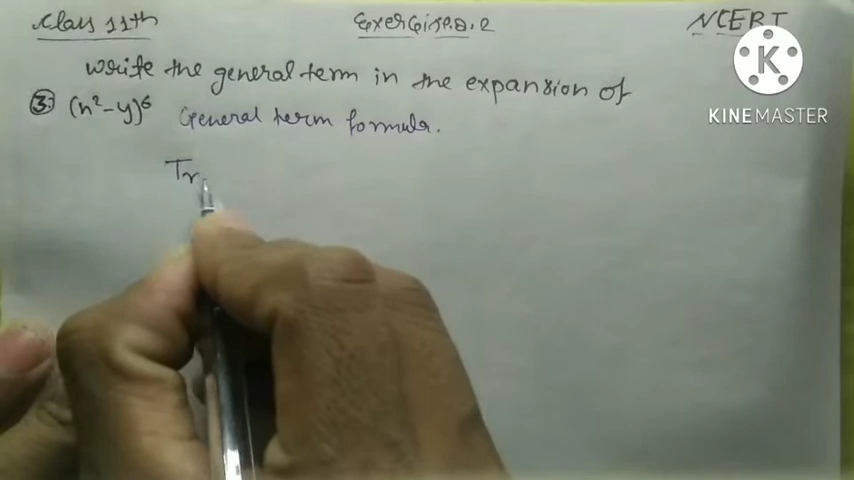 Class 11th Exercise.8.2 NCERT
Write the general term in the expansion of
3. (x²-y)⁶ General term formula.
Tr
K
KINEMASTER